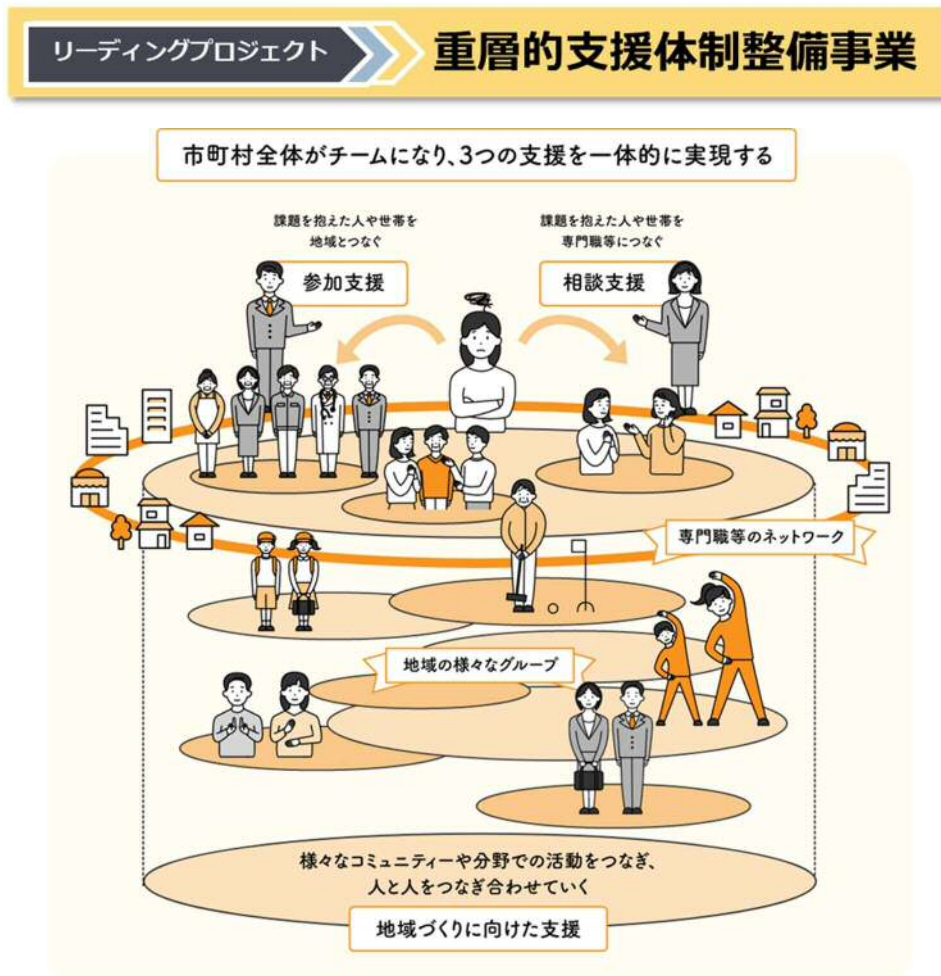 リーディングプロジェクト
重層的支援体制整備事業
市町村全体がチームになり、3つの支援を一体的に実現する
課題を抱えた人や世帯を
地域とつなぐ
参加支援
課題を抱えた人や世帯を
専門職等につなぐ
相談支援
専門職等のネットワーク
地域の様々なグループ
様々なコミュニティーや分野での活動をつなぎ、
人と人をつなぎ合わせていく
地域づくりに向けた支援